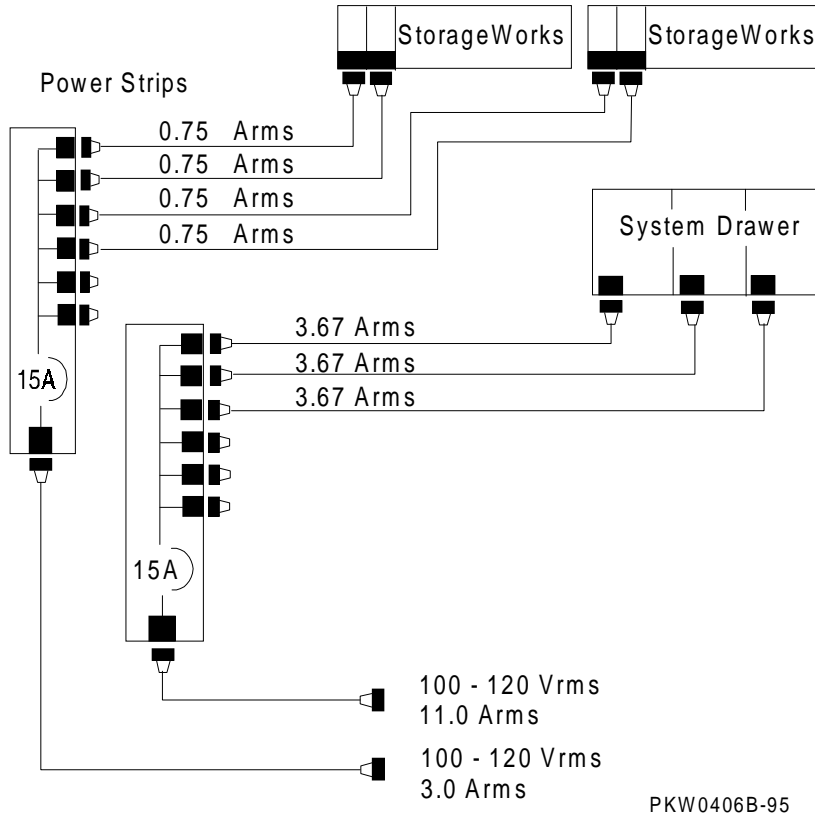 StorageWorks
StorageWorks
Power Strips
0.75 Arms
0.75 Arms
0.75 Arms
0.75 Arms
System Drawer
3.67 Arms
3.67 Arms
3.67 Arms
15A
15A
100 - 120 Vrms
11.0 Arms
100 - 120 Vrms
3.0 Arms
PKW0406B-95